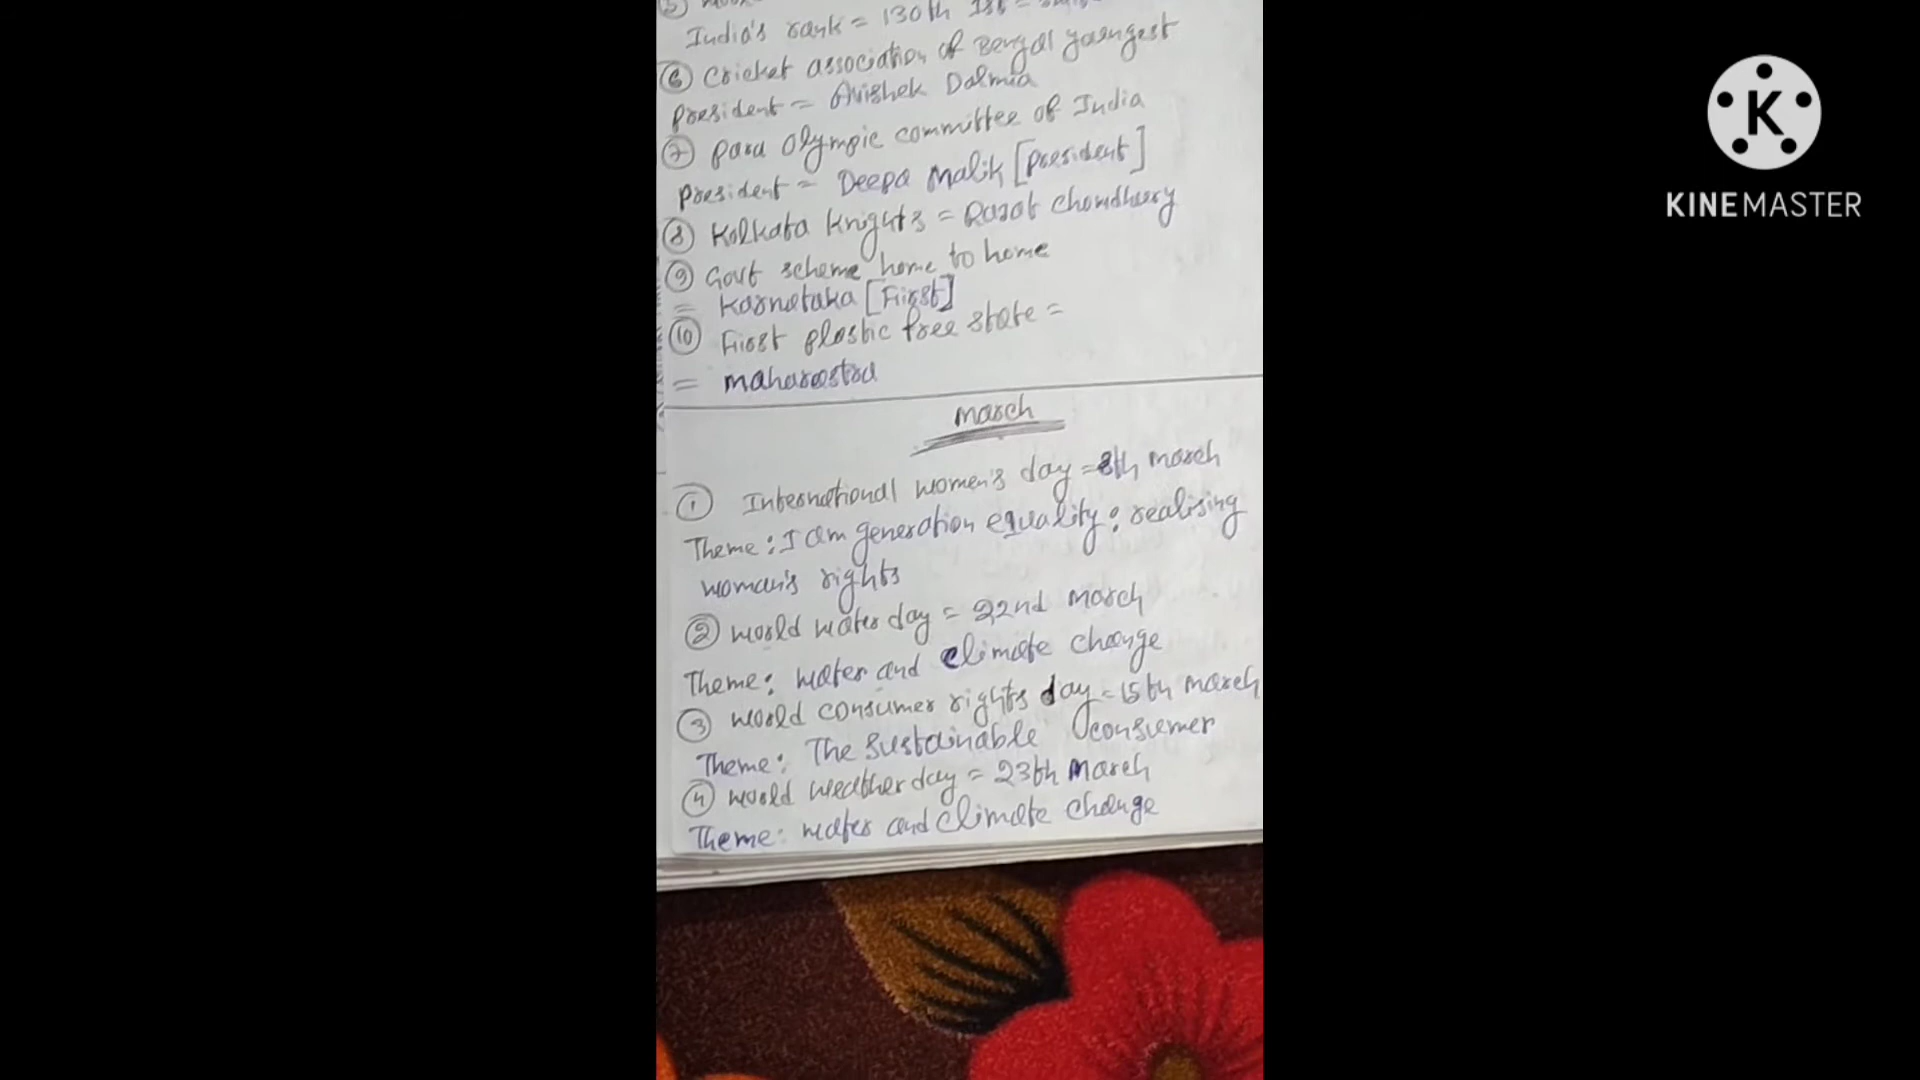 India's rank = 130th 1st =
⑥ Cricket association of Bengal youngest
president = Avishek Dalmia
⑦ para Olympic committee of India
president = Deepa Malik [president]
⑧ Kolkata Knights = Rajat Chowdhury
⑨ Govt scheme home to home
= Karnataka [First]
⑩ First plastic free state =
= maharastra
march
① International women's day = 8th march
Theme: I am generation equality: realising
woman's rights
② world water day = 22nd march
Theme: water and climate change
③ world consumer rights day = 15th march
Theme: The sustainable consumer
④ world weather day = 23th march
Theme: water and climate change
K
KINEMASTER